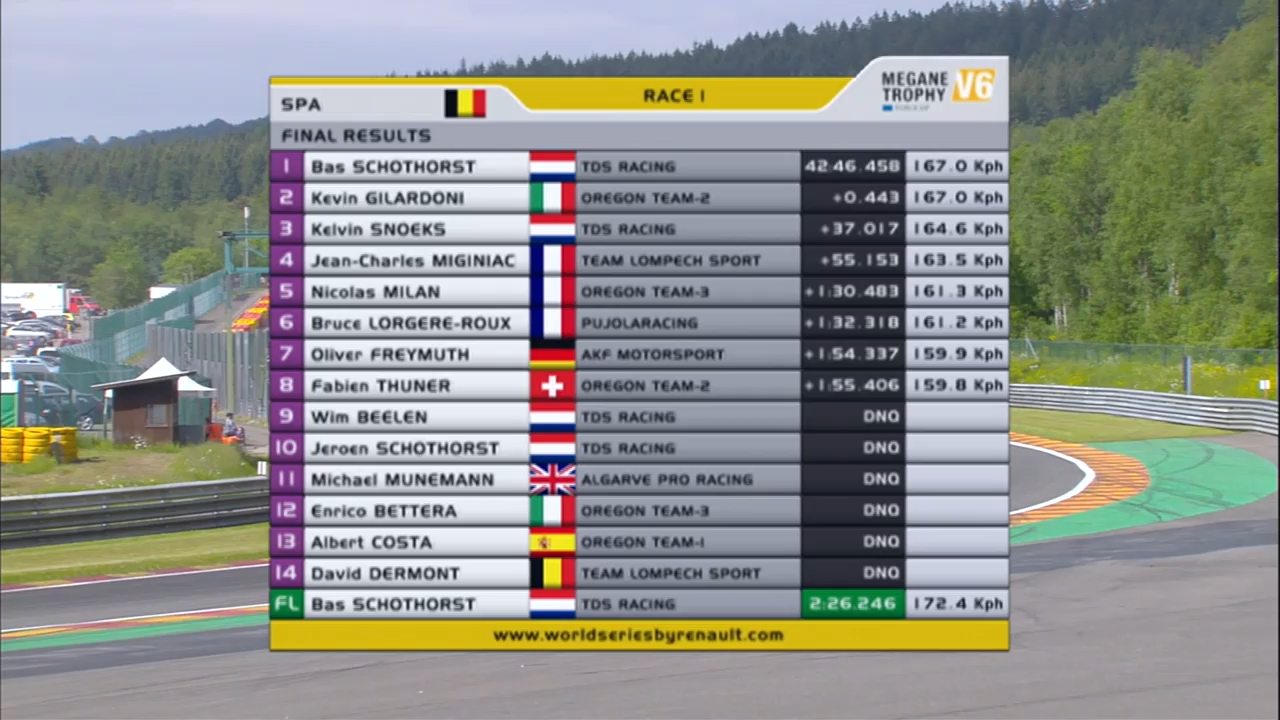 MEGANE TROPHY V6
SPA RACE 1
FINAL RESULTS
1 Bas SCHOTHORST TDS RACING 42:46.458 167.0 Kph
2 Kevin GILARDONI OREGON TEAM-2 +0.443 167.0 Kph
3 Kelvin SNOEKS TDS RACING +37.017 164.6 Kph
4 Jean-Charles MIGINIAC TEAM LOMPECH SPORT +55.153 163.5 Kph
5 Nicolas MILAN OREGON TEAM-3 +1:30.483 161.3 Kph
6 Bruce LORGERE-ROUX PUJOLARACING +1:32.318 161.2 Kph
7 Oliver FREYMUTH AKF MOTORSPORT +1:54.337 159.9 Kph
8 Fabien THUNER OREGON TEAM-2 +1:55.406 159.8 Kph
9 Wim BEELEN TDS RACING DNQ
10 Jeroen SCHOTHORST TDS RACING DNQ
11 Michael MUNEMANN ALGARVE PRO RACING DNQ
12 Enrico BETTERA OREGON TEAM-3 DNQ
13 Albert COSTA OREGON TEAM-1 DNQ
14 David DERMONT TEAM LOMPECH SPORT DNQ
FL Bas SCHOTHORST TDS RACING 2:26.246 172.4 Kph
www.worldseriesbyrenault.com